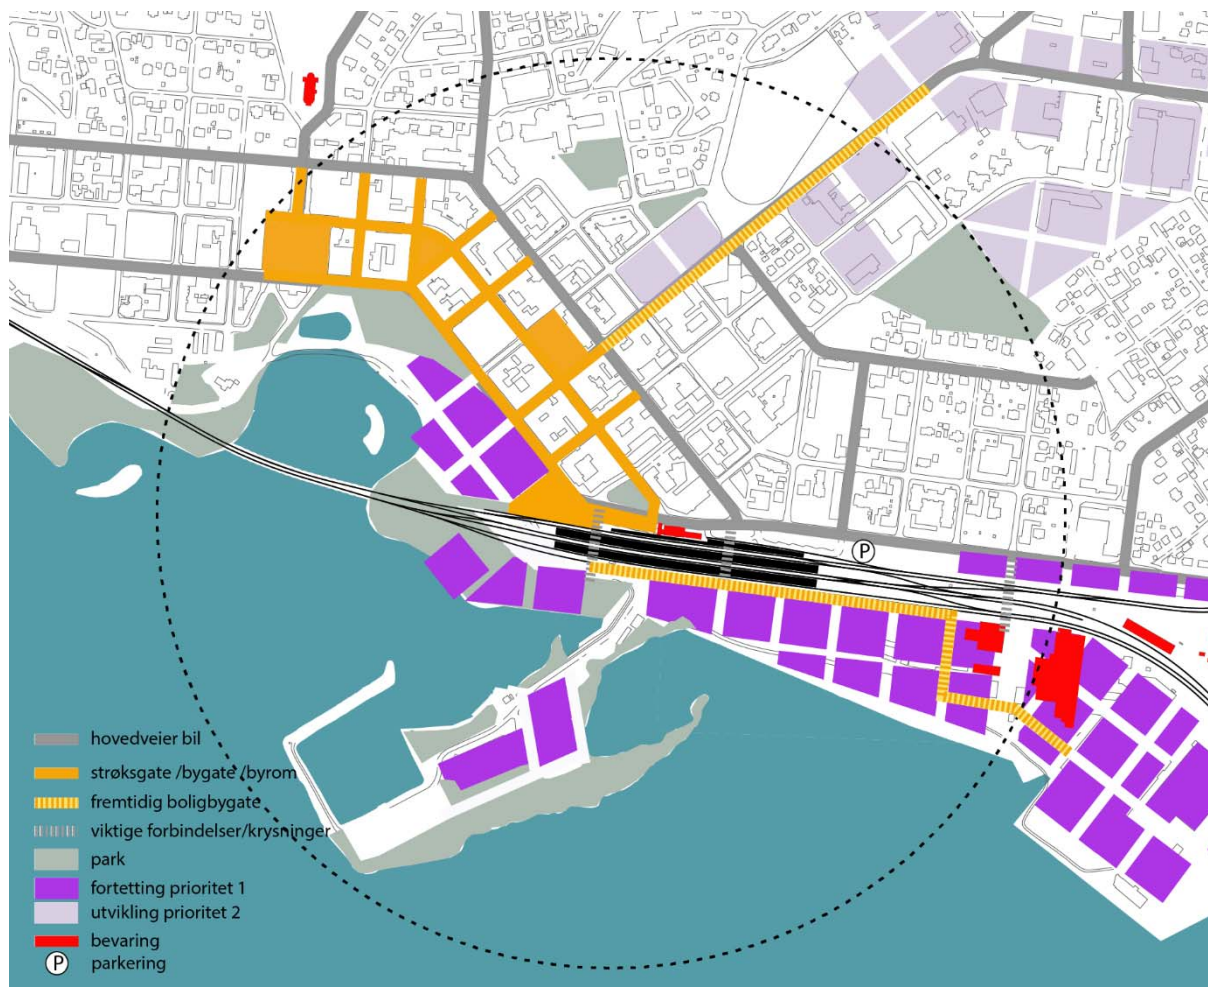 P
hovedveier bil
strøksgate /bygate /byrom
fremtidig boligbygate
viktige forbindelser/krysninger
park
fortetting prioritet 1
utvikling prioritet 2
bevaring
P parkering